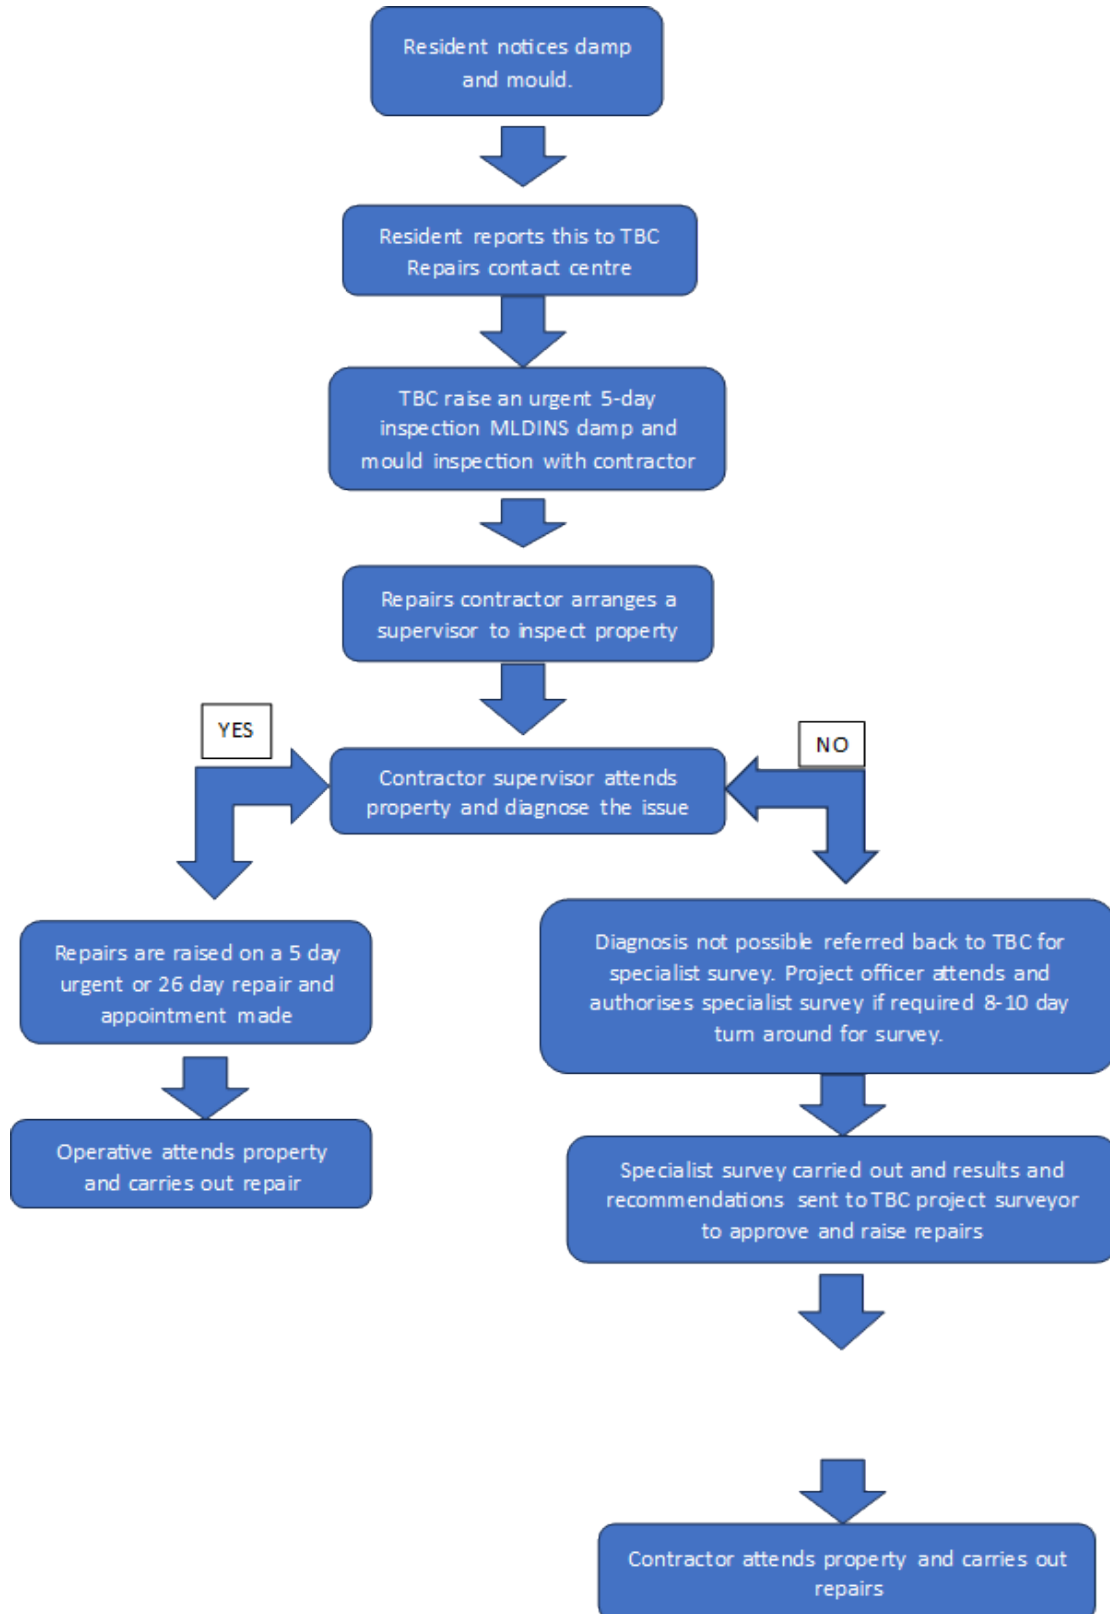 Resident notices damp
and mould.
Resident reports this to TBC
Repairs contact centre
TBC raise an urgent 5-day
inspection MLDINS damp and
mould inspection with contractor
Repairs contractor arranges a
supervisor to inspect property
YES
NO
Contractor supervisor attends
property and diagnose the issue
Repairs are raised on a 5 day
urgent or 26 day repair and
appointment made
Operative attends property
and carries out repair
Diagnosis not possible referred back to TBC for
specialist survey. Project officer attends and
authorises specialist survey if required 8-10 day
turn around for survey.
Specialist survey carried out and results and
recommendations sent to TBC project surveyor
to approve and raise repairs
Contractor attends property and carries out
repairs